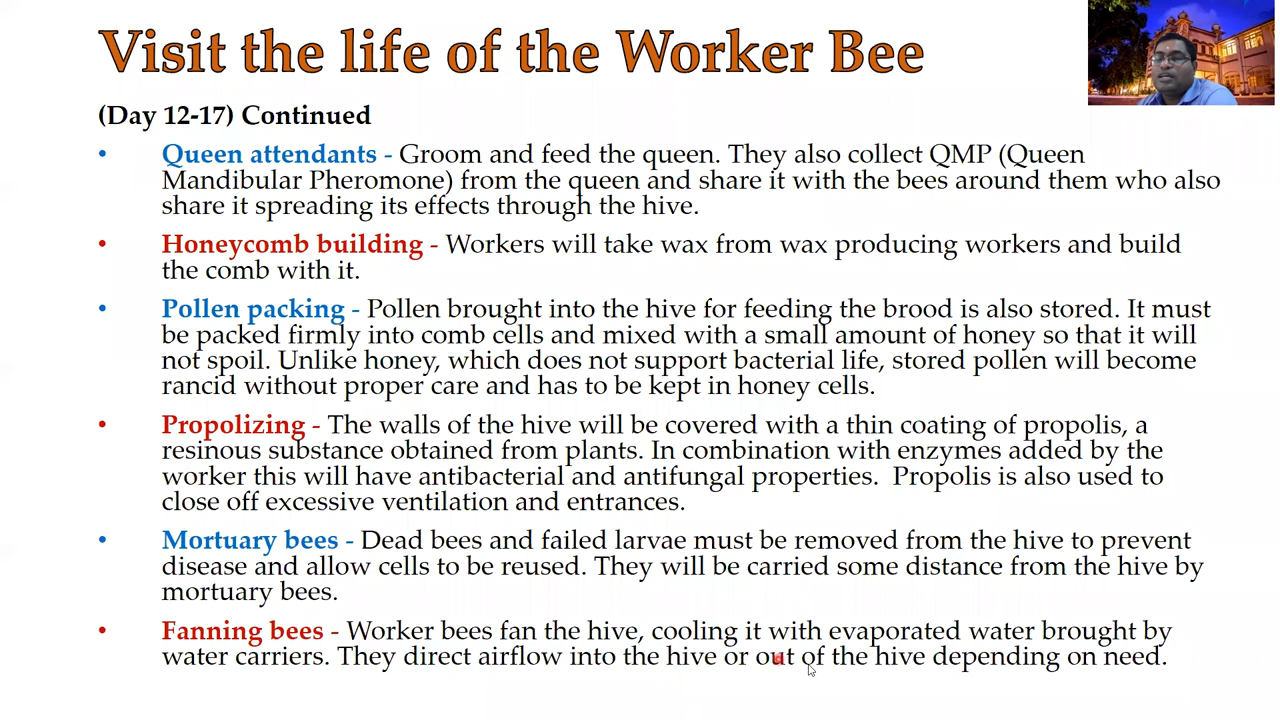 Visit the life of the Worker Bee
(Day 12-17) Continued
• Queen attendants - Groom and feed the queen. They also collect QMP (Queen
Mandibular Pheromone) from the queen and share it with the bees around them who also
share it spreading its effects through the hive.
• Honeycomb building - Workers will take wax from wax producing workers and build
the comb with it.
• Pollen packing - Pollen brought into the hive for feeding the brood is also stored. It must
be packed firmly into comb cells and mixed with a small amount of honey so that it will
not spoil. Unlike honey, which does not support bacterial life, stored pollen will become
rancid without proper care and has to be kept in honey cells.
• Propolizing - The walls of the hive will be covered with a thin coating of propolis, a
resinous substance obtained from plants. In combination with enzymes added by the
worker this will have antibacterial and antifungal properties.  Propolis is also used to
close off excessive ventilation and entrances.
• Mortuary bees - Dead bees and failed larvae must be removed from the hive to prevent
disease and allow cells to be reused. They will be carried some distance from the hive by
mortuary bees.
• Fanning bees - Worker bees fan the hive, cooling it with evaporated water brought by
water carriers. They direct airflow into the hive or out of the hive depending on need.